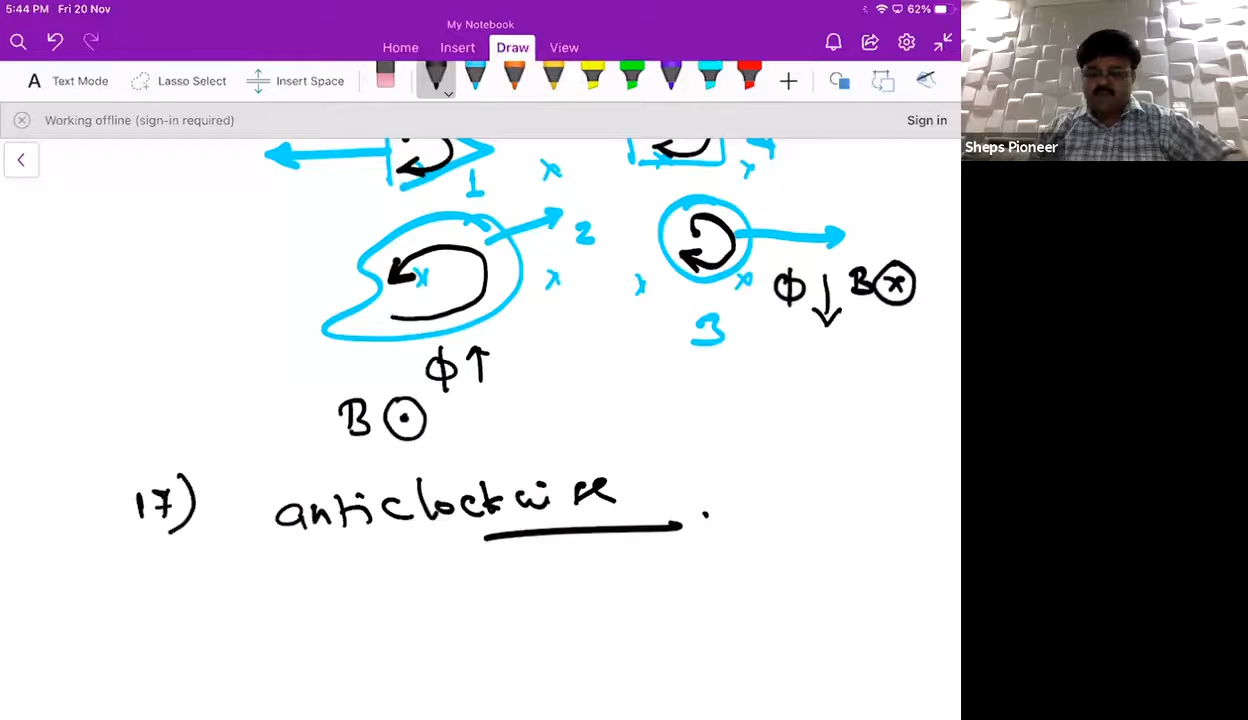 5:44 PM Fri 20 Nov
62%
My Notebook
Home Insert Draw View
A Text Mode Lasso Select Insert Space
Working offline (sign-in required) Sign in
Sheps Pioneer
1 x x
2
x x x x
ϕ ↓ B ⊗
3
ϕ ↑
B ⊙
17) anticlockwise .